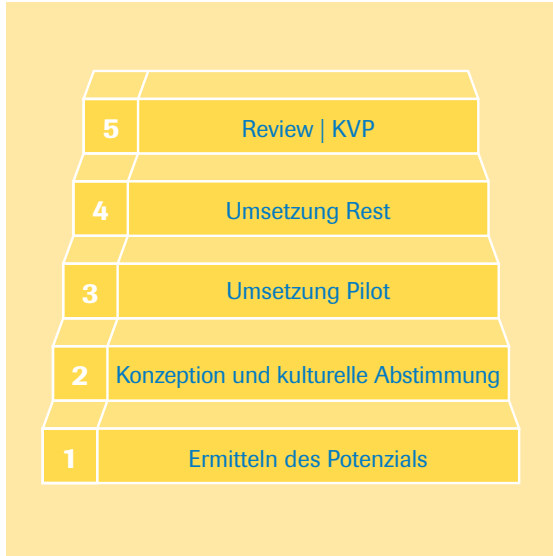 5 Review | KVP
4 Umsetzung Rest
3 Umsetzung Pilot
2 Konzeption und kulturelle Abstimmung
1 Ermitteln des Potenzials